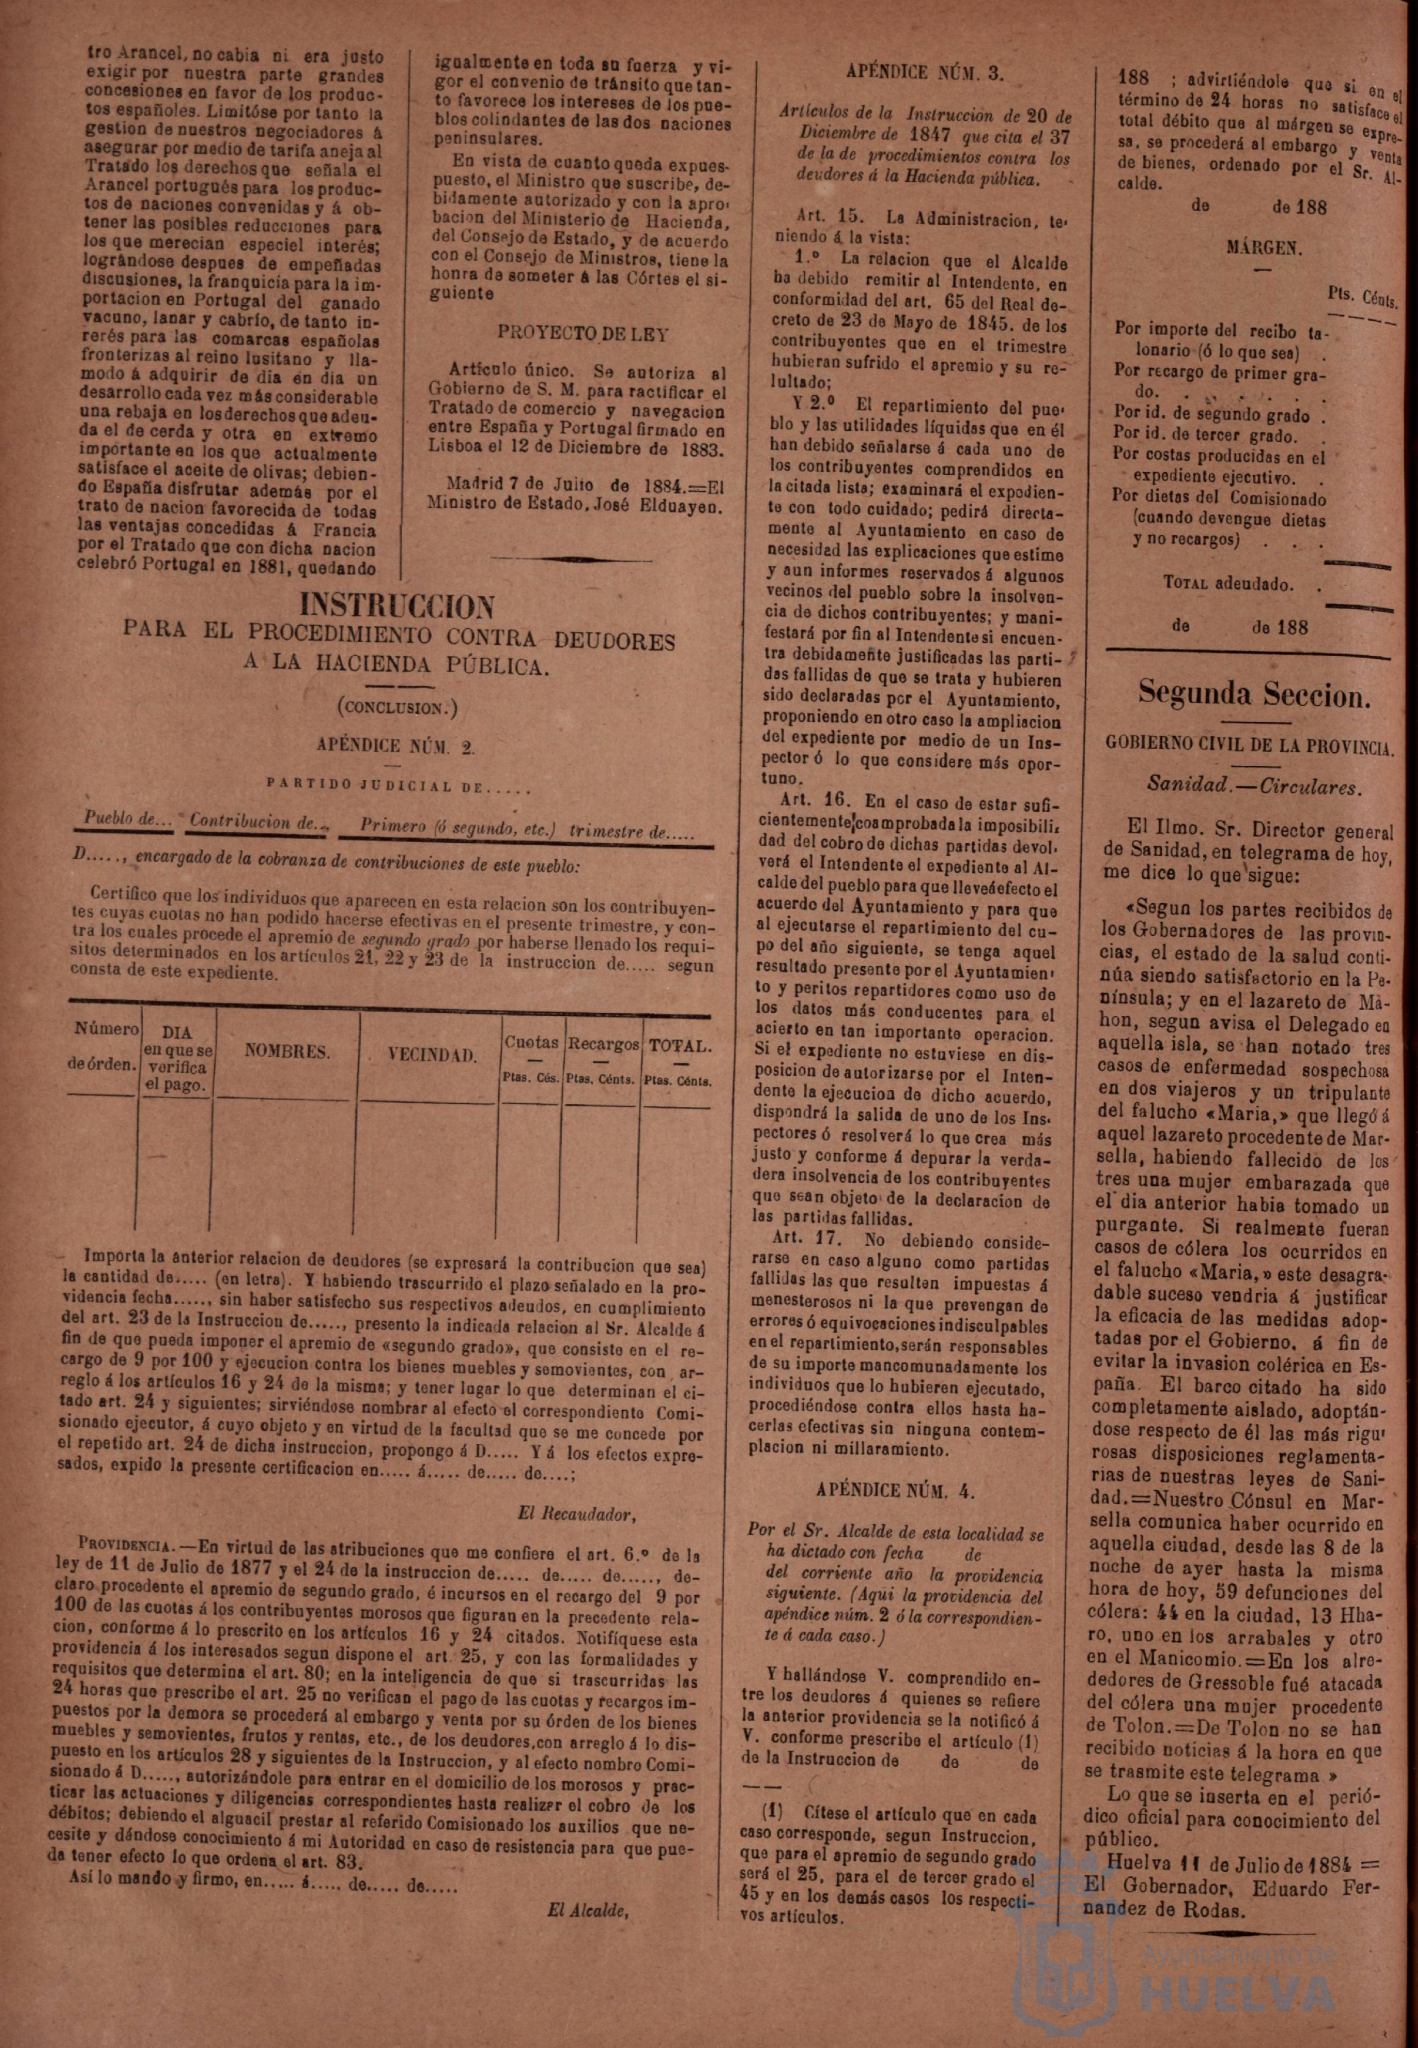 tro Arancel, no cabia ni era justo
exigir por nuestra parte grandes
concesiones en favor de los produc-
tos españoles. Limitóse por tanto la
gestion de nuestros negociadores á
asegurar por medio de tarifa aneja al
Tratado los derechos que señala el
Arancel portugués para los produc-
tos de naciones convenidas y á ob-
tener las posibles reducciones para
los que merecian especiel interés;
lográndose despues de empeñadas
discusiones, la franquicia para la im-
portacion en Portugal del ganado
vacuno, lanar y cabrío, de tanto in-
rerés para las comarcas españolas
fronterizas al reino lusitano y lla-
modo á adquirir de dia en dia un
desarrollo cada vez más considerable
una rebaja en los derechos que adeu-
da el de cerda y otra en extremo
importante en los que actualmente
satisface el aceite de olivas; debien-
do España disfrutar además por el
trato de nacion favorecida de todas
las ventajas concedidas á Francia
por el Tratado que con dicha nacion
celebró Portugal en 1881, quedando
igualmente en toda su fuerza y vi-
gor el convenio de tránsito que tan-
to favorece los intereses de los pue-
blos colindantes de las dos naciones
peninsulares.
En vista de cuanto queda expues-
puesto, el Ministro que suscribe, de-
bidamente autorizado y con la apro-
bacion del Ministerio de Hacienda,
del Consejo de Estado, y de acuerdo
con el Consejo de Ministros, tiene la
honra de someter á las Córtes el si-
guiente
PROYECTO DE LEY
Artículo único. Se autoriza al
Gobierno de S. M. para ractificar el
Tratado de comercio y navegacion
entre España y Portugal firmado en
Lisboa el 12 de Diciembre de 1883.
Madrid 7 de Julio de 1884.=El
Ministro de Estado, José Elduayen.
INSTRUCCION
PARA EL PROCEDIMIENTO CONTRA DEUDORES
A LA HACIENDA PÚBLICA.
(CONCLUSION.)
APÉNDICE NÚM. 2.
PARTIDO JUDICIAL DE.....
Pueblo de... Contribucion de... Primero (ó segundo, etc.) trimestre de.....
D....., encargado de la cobranza de contribuciones de este pueblo:
Certifico que los individuos que aparecen en esta relacion son los contribuyen-
tes cuyas cuotas no han podido hacerse efectivas en el presente trimestre, y con-
tra los cuales procede el apremio de segundo grado por haberse llenado los requi-
sitos determinados en los artículos 21, 22 y 23 de la instruccion de..... segun
consta de este expediente.
Número de órden.
DIA en que se verifica el pago.
NOMBRES.
VECINDAD.
Cuotas — Ptas. Cés.
Recargos — Ptas. Cénts.
TOTAL. — Ptas. Cénts.
Importa la anterior relacion de deudores (se expresará la contribucion que sea)
la cantidad de..... (en letra). Y habiendo trascurrido el plazo señalado en la pro-
videncia fecha....., sin haber satisfecho sus respectivos adeudos, en cumplimiento
del art. 23 de la Instruccion de....., presento la indicada relacion al Sr. Alcalde á
fin de que pueda imponer el apremio de «segundo grado», que consiste en el re-
cargo de 9 por 100 y ejecucion contra los bienes muebles y semovientes, con ar-
reglo á los artículos 16 y 24 de la misma; y tener lugar lo que determinan el ci-
tado art. 24 y siguientes; sirviéndose nombrar al efecto el correspondiente Comi-
sionado ejecutor, á cuyo objeto y en virtud de la facultad que se me concede por
el repetido art. 24 de dicha instruccion, propongo á D..... Y á los efectos expre-
sados, expido la presente certificacion en..... á..... de..... de....;
El Recaudador,
PROVIDENCIA.—En virtud de las atribuciones que me confiere el art. 6.º de la
ley de 11 de Julio de 1877 y el 24 de la instruccion de..... de..... de....., de-
claro procedente el apremio de segundo grado, é incursos en el recargo del 9 por
100 de las cuotas á los contribuyentes morosos que figuran en la precedente rela-
cion, conforme á lo prescrito en los artículos 16 y 24 citados. Notifíquese esta
providencia á los interesados segun dispone el art. 25, y con las formalidades y
requisitos que determina el art. 80; en la inteligencia de que si trascurridas las
24 horas que prescribe el art. 25 no verifican el pago de las cuotas y recargos im-
puestos por la demora se procederá al embargo y venta por su órden de los bienes
muebles y semovientes, frutos y rentas, etc., de los deudores, con arreglo á lo dis-
puesto en los artículos 28 y siguientes de la Instruccion, y al efecto nombro Comi-
sionado á D....., autorizándole para entrar en el domicilio de los morosos y prac-
ticar las actuaciones y diligencias correspondientes hasta realizar el cobro de los
débitos; debiendo el alguacil prestar al referido Comisionado los auxilios que ne-
cesite y dándose conocimiento á mi Autoridad en caso de resistencia para que pue-
da tener efecto lo que ordena el art. 83.
Así lo mando y firmo, en..... á..... de..... de.....
El Alcalde,
APÉNDICE NÚM. 3.
Artículos de la Instruccion de 20 de
Diciembre de 1847 que cita el 37
de la de procedimientos contra los
deudores á la Hacienda pública.
Art. 15. La Administracion, te-
niendo á la vista:
1.º La relacion que el Alcalde
ha debido remitir al Intendente, en
conformidad del art. 65 del Real de-
creto de 23 de Mayo de 1845. de los
contribuyentes que en el trimestre
hubieran sufrido el apremio y su re-
lultado;
Y 2.º El repartimiento del pue-
blo y las utilidades líquidas que en él
han debido señalarse á cada uno de
los contribuyentes comprendidos en
la citada lista; examinará el expedien-
te con todo cuidado; pedirá directa-
mente al Ayuntamiento en caso de
necesidad las explicaciones que estime
y aun informes reservados á algunos
vecinos del pueblo sobre la insolven-
cia de dichos contribuyentes; y mani-
festará por fin al Intendente si encuen-
tra debidamente justificadas las parti-
das fallidas de que se trata y hubieren
sido declaradas por el Ayuntamiento,
proponiendo en otro caso la ampliacion
del expediente por medio de un Ins-
pector ó lo que considere más opor-
tuno.
Art. 16. En el caso de estar sufi-
cientemente coamprobada la imposibili-
dad del cobro de dichas partidas devol-
verá el Intendente el expediente al Al-
calde del pueblo para que lleve á efecto el
acuerdo del Ayuntamiento y para que
al ejecutarse el repartimiento del cu-
po del año siguiente, se tenga aquel
resultado presente por el Ayuntamien-
to y peritos repartidores como uso de
los datos más conducentes para el
acierto en tan importante operacion.
Si el expediente no estuviese en dis-
posicion de autorizarse por el Inten-
dente la ejecucion de dicho acuerdo,
dispondrá la salida de uno de los Ins-
pectores ó resolverá lo que crea más
justo y conforme á depurar la verda-
dera insolvencia de los contribuyentes
que sean objeto de la declaracion de
las partidas fallidas.
Art. 17. No debiendo conside-
rarse en caso alguno como partidas
fallidas las que resulten impuestas á
menesterosos ni la que prevengan de
errores ó equivocaciones indisculpables
en el repartimiento, serán responsables
de su importe mancomunadamente los
individuos que lo hubieren ejecutado,
procediéndose contra ellos hasta ha-
cerlas efectivas sin ninguna contem-
placion ni millaramiento.
APÉNDICE NÚM. 4.
Por el Sr. Alcalde de esta localidad se
ha dictado con fecha de
del corriente año la providencia
siguiente. (Aquí la providencia del
apéndice núm. 2 ó la correspondien-
te á cada caso.)
Y hallándose V. comprendido en-
tre los deudores á quienes se refiere
la anterior providencia se la notificó á
V. conforme prescribe el artículo (1)
de la Instruccion de de de
(1) Cítese el artículo que en cada
caso corresponde, segun Instruccion,
que para el apremio de segundo grado
será el 25, para el de tercer grado el
45 y en los demás casos los respecti-
vos artículos.
188 ; advirtiéndole que si en el
término de 24 horas no satisface el
total débito que al márgen se expre-
sa, se procederá al embargo y venta
de bienes, ordenado por el Sr. Al-
calde.
de de 188
MÁRGEN.
Pts. Cénts.
Por importe del recibo ta-
lonario (ó lo que sea) .
Por recargo de primer gra-
do. . . . . . .
Por id. de segundo grado .
Por id. de tercer grado. .
Por costas producidas en el
expediente ejecutivo. .
Por dietas del Comisionado
(cuando devengue dietas
y no recargos) . . .
TOTAL adeudado. .
de de 188
Segunda Seccion.
GOBIERNO CIVIL DE LA PROVINCIA.
Sanidad.—Circulares.
El Ilmo. Sr. Director general
de Sanidad, en telegrama de hoy,
me dice lo que sigue:
«Segun los partes recibidos de
los Gobernadores de las provin-
cias, el estado de la salud conti-
núa siendo satisfactorio en la Pe-
nínsula; y en el lazareto de Ma-
hon, segun avisa el Delegado en
aquella isla, se han notado tres
casos de enfermedad sospechosa
en dos viajeros y un tripulante
del falucho «Maria,» que llegó á
aquel lazareto procedente de Mar-
sella, habiendo fallecido de los
tres una mujer embarazada que
el dia anterior habia tomado un
purgante. Si realmente fueran
casos de cólera los ocurridos en
el falucho «Maria,» este desagra-
dable suceso vendria á justificar
la eficacia de las medidas adop-
tadas por el Gobierno, á fin de
evitar la invasion colérica en Es-
paña. El barco citado ha sido
completamente aislado, adoptán-
dose respecto de él las más rigu-
rosas disposiciones reglamenta-
rias de nuestras leyes de Sani-
dad.=Nuestro Cónsul en Mar-
sella comunica haber ocurrido en
aquella ciudad, desde las 8 de la
noche de ayer hasta la misma
hora de hoy, 59 defunciones del
cólera: 44 en la ciudad, 13 Hha-
ro, uno en los arrabales y otro
en el Manicomio.=En los alre-
dedores de Gressoble fué atacada
del cólera una mujer procedente
de Tolon.=De Tolon no se han
recibido noticias á la hora en que
se trasmite este telegrama »
Lo que se inserta en el perió-
dico oficial para conocimiento del
público.
Huelva 11 de Julio de 1884 =
El Gobernador, Eduardo Fer-
nandez de Rodas.
Ayuntamiento de
HUELVA